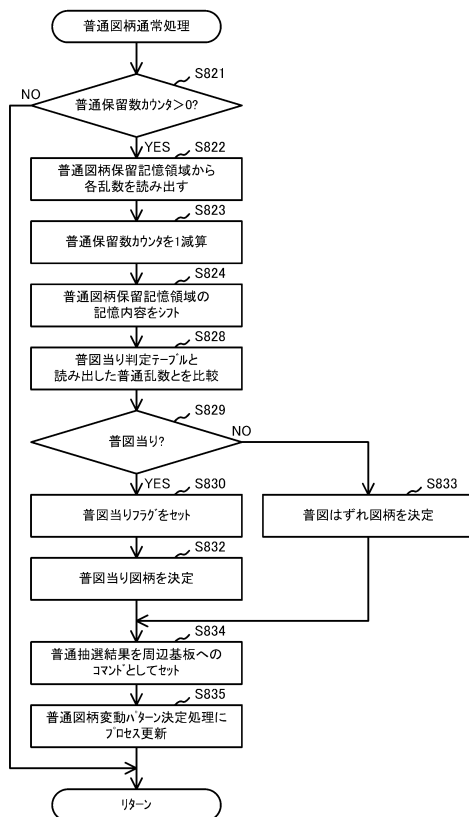 普通図柄通常処理
S821
NO
普通保留数カウンタ>0?
YES
S822
普通図柄保留記憶領域から
各乱数を読み出す
S823
普通保留数カウンタを1減算
S824
普通図柄保留記憶領域の
記憶内容をシフト
S828
普図当り判定テーブルと
読み出した普通乱数とを比較
S829
普図当り?
NO
YES
S830
S833
普図当りフラグをセット
普図はずれ図柄を決定
S832
普図当り図柄を決定
S834
普通抽選結果を周辺基板への
コマンドとしてセット
S835
普通図柄変動パターン決定処理に
プロセス更新
リターン